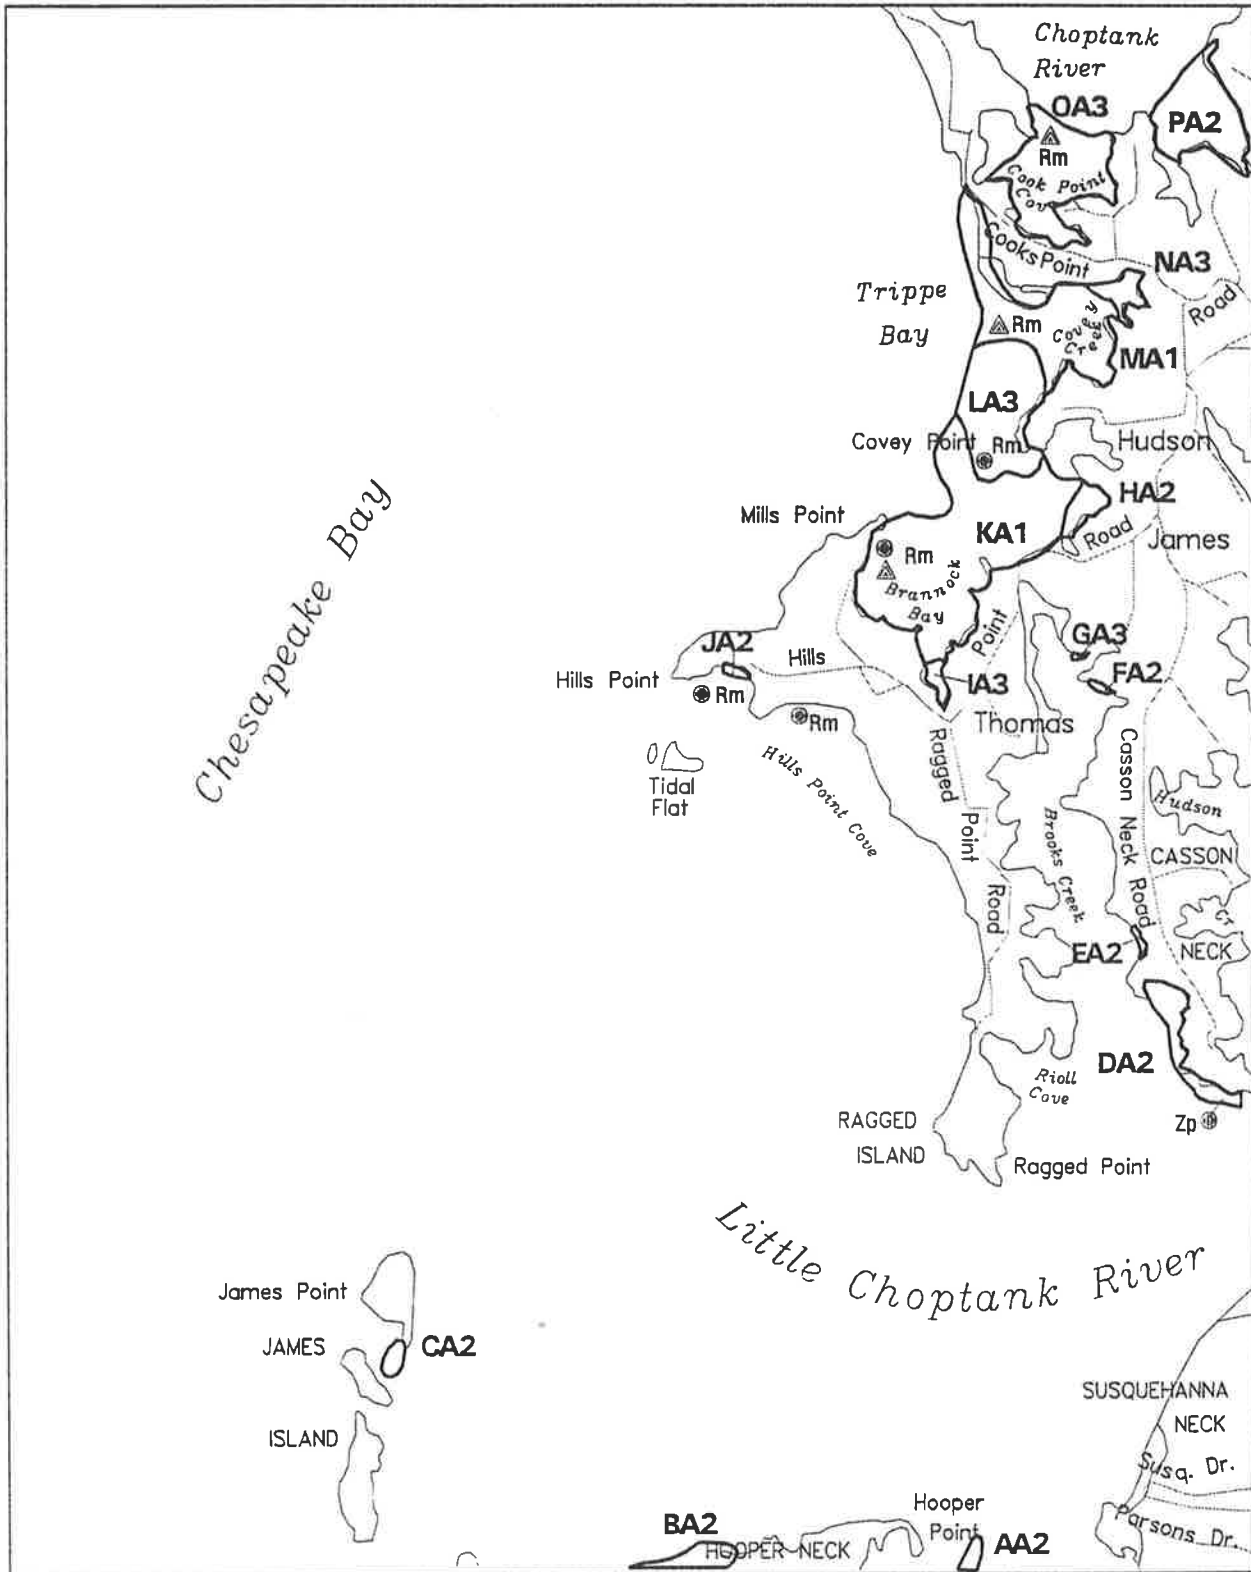 Choptank
River
OA3
PA2
Rm
Cook Point
Cov
Cooks Point
NA3
Road
Trippe
Bay
Rm
Covey
Creek
MA1
LA3
Covey Point
Rm
Hudson
HA2
Mills Point
KA1
Road
James
Rm
Brannock
Bay
Point
GA3
JA2
Hills
FA2
Hills Point
Rm
IA3
Rm
Thomas
Chesapeake Bay
Tidal
Flat
Hills Point Cove
Ragged
Point
Road
Brooks Creek
Casson Neck Road
Hudson
CASSON
Cr
NECK
EA2
DA2
Rioll
Cove
Zp
RAGGED
ISLAND
Ragged Point
Little Choptank River
James Point
JAMES
CA2
ISLAND
SUSQUEHANNA
NECK
Susq. Dr.
Parsons Dr.
Hooper
Point
BA2
HOOPER NECK
AA2